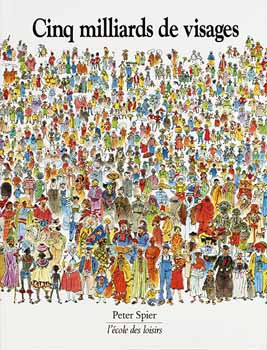 Cinq milliards de visages
Peter Spier
l'école des loisirs